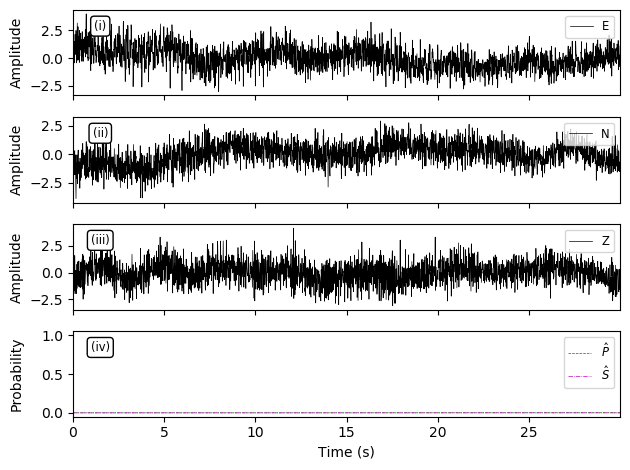 (i)
E
Amplitude
2.5
0.0
−2.5
(ii)
N
Amplitude
2.5
0.0
−2.5
(iii)
Z
Amplitude
2.5
0.0
−2.5
(iv)
P̂
Ŝ
Probability
1.0
0.5
0.0
0 5 10 15 20 25
Time (s)